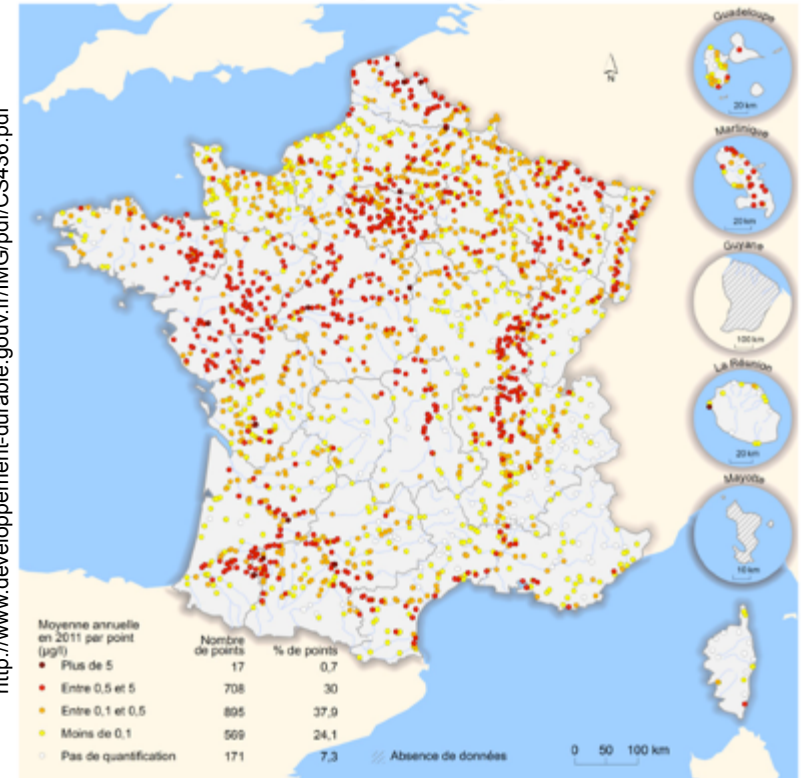 http://www.developpement-durable.gouv.fr/IMG/pdf/CS436.pdf
Guadeloupe
20 km
N
Martinique
20 km
Guyane
100 km
La Réunion
20 km
Mayotte
10 km
Moyenne annuelle
en 2011 par point
(µg/l)
Nombre
de points
% de points
Plus de 5 17 0,7
Entre 0,5 et 5 708 30
Entre 0,1 et 0,5 895 37,9
Moins de 0,1 569 24,1
Pas de quantification 171 7,3
Absence de données
0 50 100 km